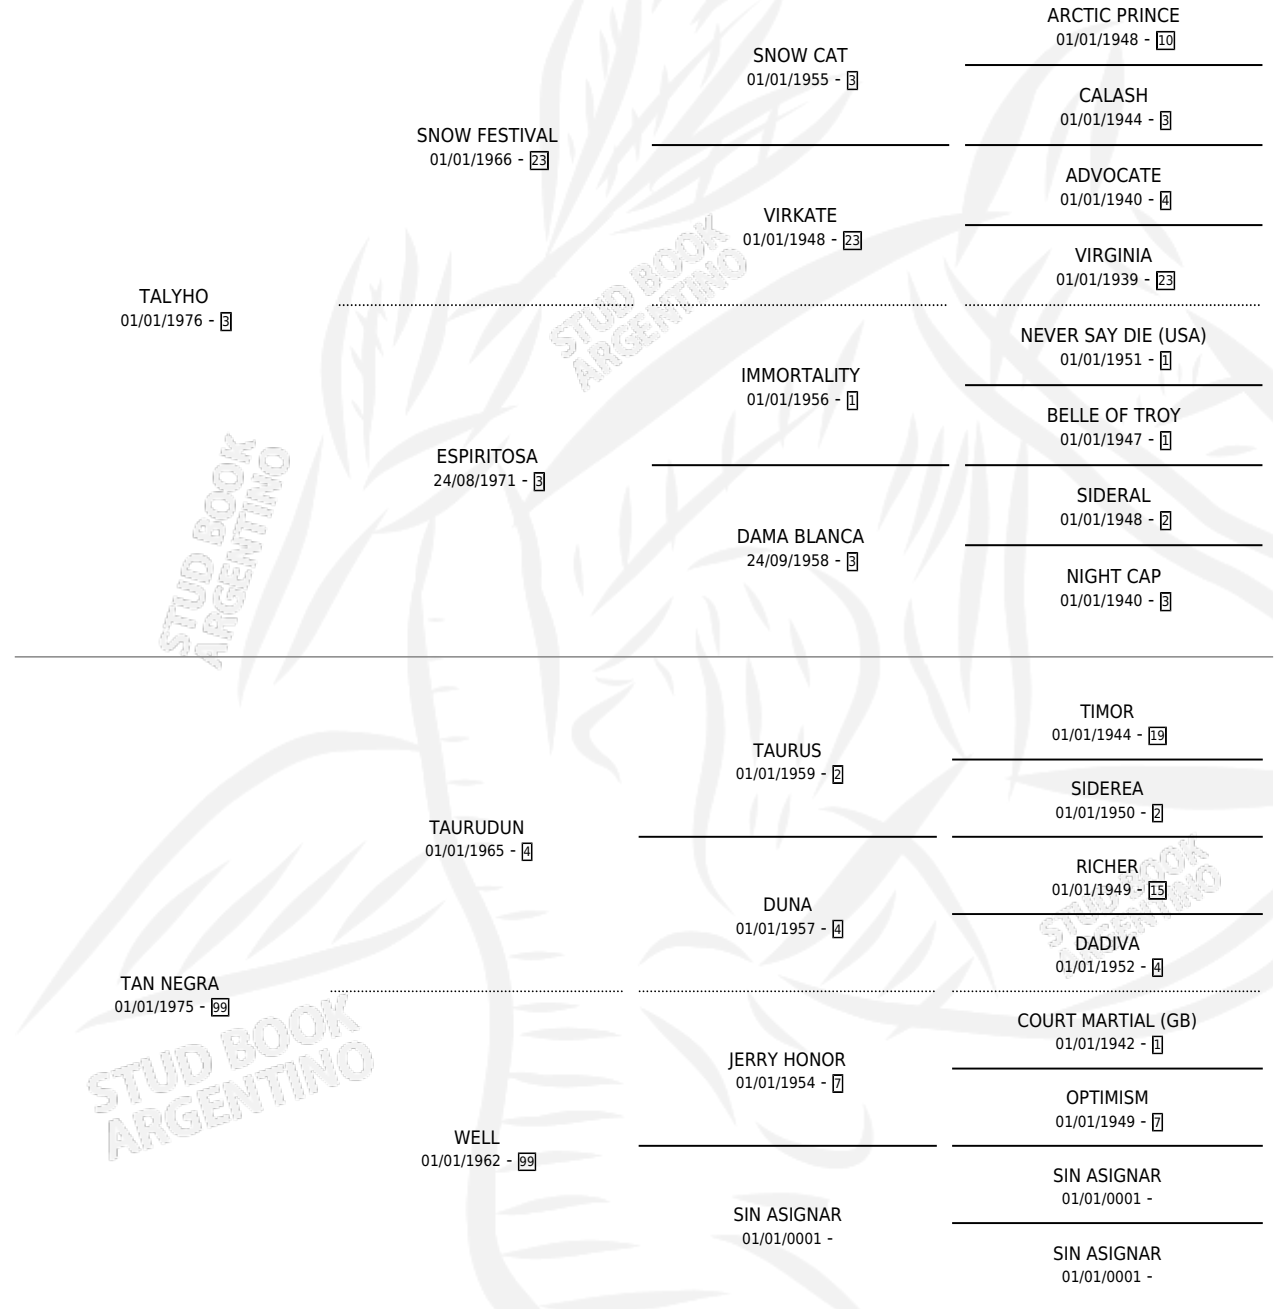 ARCTIC PRINCE
01/01/1948 - 10
SNOW CAT
01/01/1955 - 3
CALASH
01/01/1944 - 3
SNOW FESTIVAL
01/01/1966 - 23
ADVOCATE
01/01/1940 - 4
VIRKATE
01/01/1948 - 23
VIRGINIA
01/01/1939 - 23
TALYHO
01/01/1976 - 3
NEVER SAY DIE (USA)
01/01/1951 - 1
IMMORTALITY
01/01/1956 - 1
BELLE OF TROY
01/01/1947 - 1
ESPIRITOSA
24/08/1971 - 3
SIDERAL
01/01/1948 - 2
DAMA BLANCA
24/09/1958 - 3
NIGHT CAP
01/01/1940 - 3
STUD BOOK
ARGENTINO
STUD BOOK
ARGENTINO
TIMOR
01/01/1944 - 19
TAURUS
01/01/1959 - 2
SIDEREA
01/01/1950 - 2
TAURUDUN
01/01/1965 - 4
RICHER
01/01/1949 - 15
DUNA
01/01/1957 - 4
DADIVA
01/01/1952 - 4
STUD BOOK
ARGENTINO
TAN NEGRA
01/01/1975 - 99
COURT MARTIAL (GB)
01/01/1942 - 1
JERRY HONOR
01/01/1954 - 7
OPTIMISM
01/01/1949 - 7
STUD BOOK
ARGENTINO
WELL
01/01/1962 - 99
SIN ASIGNAR
01/01/0001 -
SIN ASIGNAR
01/01/0001 -
SIN ASIGNAR
01/01/0001 -